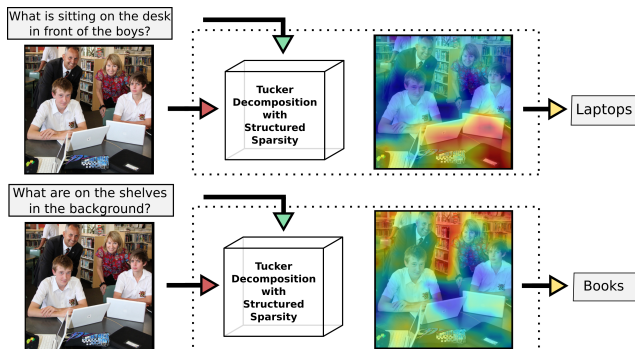 What is sitting on the desk
in front of the boys?
Tucker
Decomposition
with
Structured
Sparsity
Laptops
What are on the shelves
in the background?
Tucker
Decomposition
with
Structured
Sparsity
Books